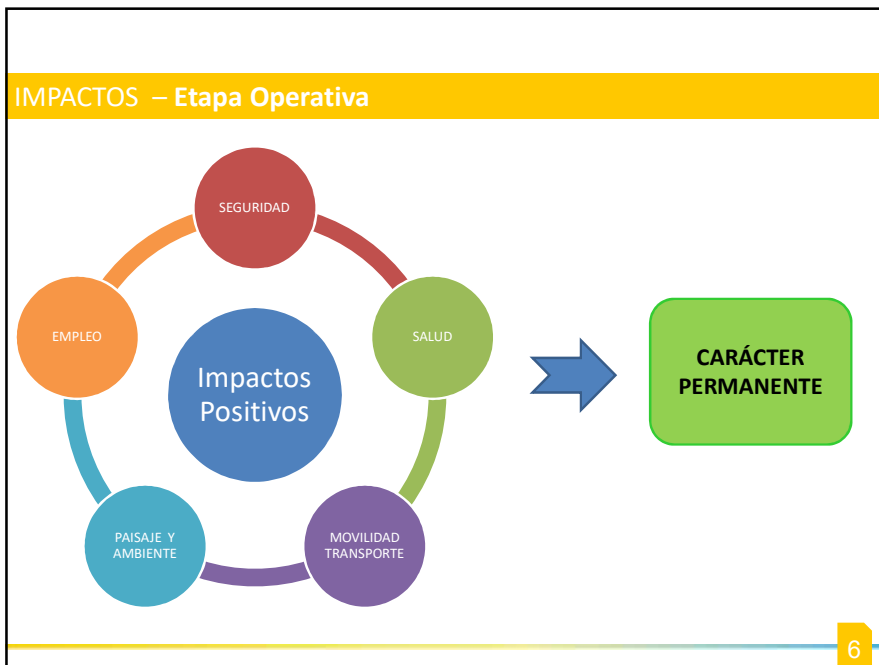 IMPACTOS – Etapa Operativa
SEGURIDAD
EMPLEO
SALUD
Impactos
Positivos
CARÁCTER
PERMANENTE
PAISAJE Y
AMBIENTE
MOVILIDAD
TRANSPORTE
6